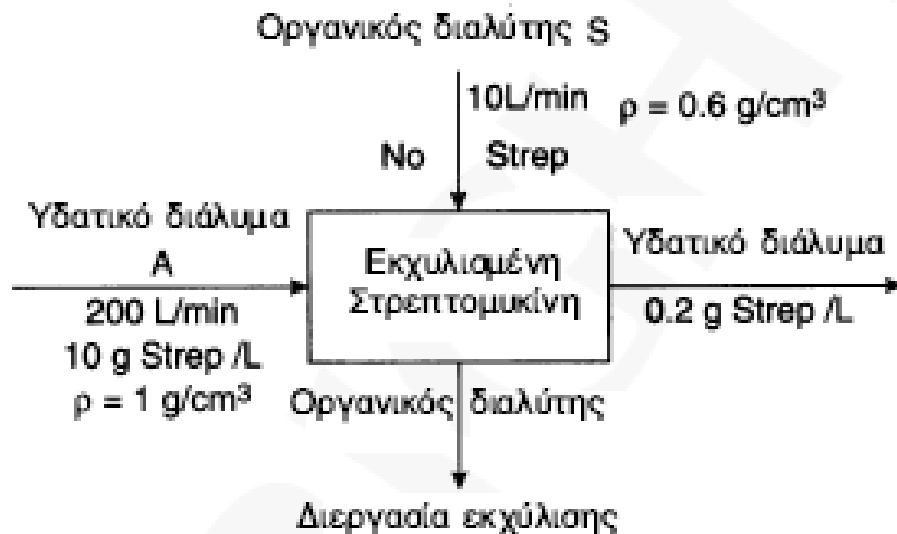 Οργανικός διαλύτης S
10L/min ρ = 0.6 g/cm³
No Strep
Υδατικό διάλυμα
A
200 L/min
10 g Strep /L
ρ = 1 g/cm³
Εκχυλισμένη
Στρεπτομυκίνη
Υδατικό διάλυμα
0.2 g Strep /L
Οργανικός διαλύτης
Διεργασία εκχύλισης